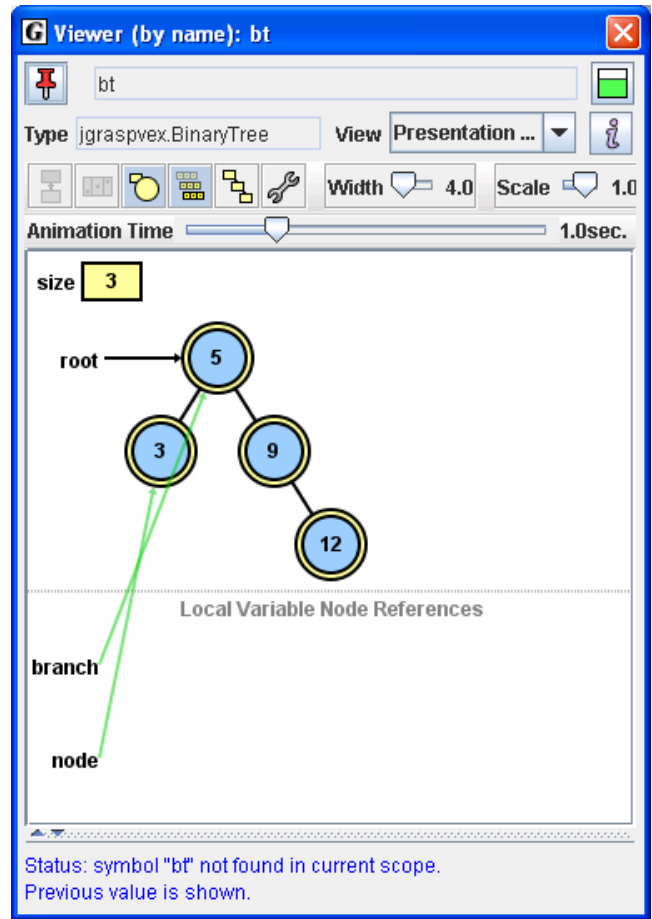 G Viewer (by name): bt
bt
Type jgraspvex.BinaryTree View Presentation ... i
Width 4.0 Scale 1.0
Animation Time 1.0sec.
size 3
root 5
3 9
12
Local Variable Node References
branch
node
Status: symbol "bt" not found in current scope.
Previous value is shown.